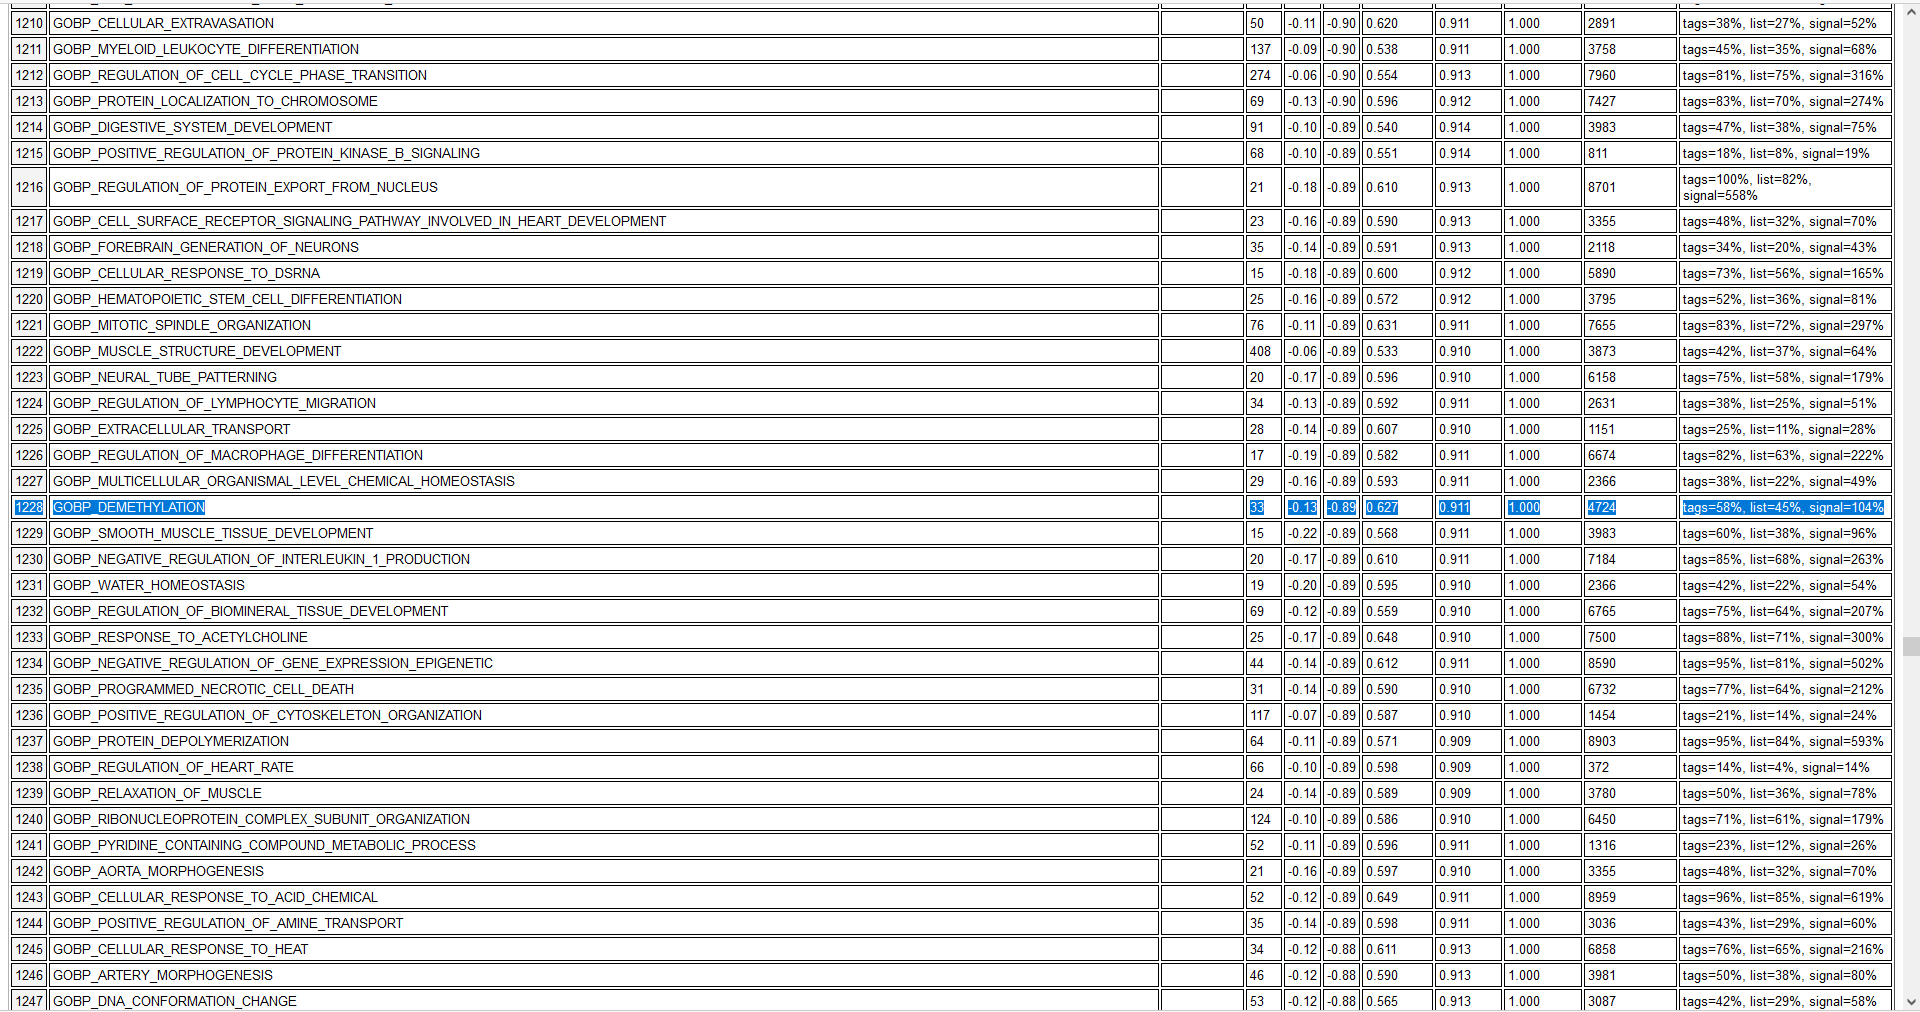 1210 GOBP_CELLULAR_EXTRAVASATION 50 -0.11 -0.90 0.620 0.911 1.000 2891 tags=38%, list=27%, signal=52%
1211 GOBP_MYELOID_LEUKOCYTE_DIFFERENTIATION 137 -0.09 -0.90 0.538 0.911 1.000 3758 tags=45%, list=35%, signal=68%
1212 GOBP_REGULATION_OF_CELL_CYCLE_PHASE_TRANSITION 274 -0.06 -0.90 0.554 0.913 1.000 7960 tags=81%, list=75%, signal=316%
1213 GOBP_PROTEIN_LOCALIZATION_TO_CHROMOSOME 69 -0.13 -0.90 0.596 0.912 1.000 7427 tags=83%, list=70%, signal=274%
1214 GOBP_DIGESTIVE_SYSTEM_DEVELOPMENT 91 -0.10 -0.89 0.540 0.914 1.000 3983 tags=47%, list=38%, signal=75%
1215 GOBP_POSITIVE_REGULATION_OF_PROTEIN_KINASE_B_SIGNALING 68 -0.10 -0.89 0.551 0.914 1.000 811 tags=18%, list=8%, signal=19%
1216 GOBP_REGULATION_OF_PROTEIN_EXPORT_FROM_NUCLEUS 21 -0.18 -0.89 0.610 0.913 1.000 8701 tags=100%, list=82%,
signal=558%
1217 GOBP_CELL_SURFACE_RECEPTOR_SIGNALING_PATHWAY_INVOLVED_IN_HEART_DEVELOPMENT 23 -0.16 -0.89 0.590 0.913 1.000 3355 tags=48%, list=32%, signal=70%
1218 GOBP_FOREBRAIN_GENERATION_OF_NEURONS 35 -0.14 -0.89 0.591 0.913 1.000 2118 tags=34%, list=20%, signal=43%
1219 GOBP_CELLULAR_RESPONSE_TO_DSRNA 15 -0.18 -0.89 0.600 0.912 1.000 5890 tags=73%, list=56%, signal=165%
1220 GOBP_HEMATOPOIETIC_STEM_CELL_DIFFERENTIATION 25 -0.16 -0.89 0.572 0.912 1.000 3795 tags=52%, list=36%, signal=81%
1221 GOBP_MITOTIC_SPINDLE_ORGANIZATION 76 -0.11 -0.89 0.631 0.911 1.000 7655 tags=83%, list=72%, signal=297%
1222 GOBP_MUSCLE_STRUCTURE_DEVELOPMENT 408 -0.06 -0.89 0.533 0.910 1.000 3873 tags=42%, list=37%, signal=64%
1223 GOBP_NEURAL_TUBE_PATTERNING 20 -0.17 -0.89 0.596 0.910 1.000 6158 tags=75%, list=58%, signal=179%
1224 GOBP_REGULATION_OF_LYMPHOCYTE_MIGRATION 34 -0.13 -0.89 0.592 0.911 1.000 2631 tags=38%, list=25%, signal=51%
1225 GOBP_EXTRACELLULAR_TRANSPORT 28 -0.14 -0.89 0.607 0.910 1.000 1151 tags=25%, list=11%, signal=28%
1226 GOBP_REGULATION_OF_MACROPHAGE_DIFFERENTIATION 17 -0.19 -0.89 0.582 0.911 1.000 6674 tags=82%, list=63%, signal=222%
1227 GOBP_MULTICELLULAR_ORGANISMAL_LEVEL_CHEMICAL_HOMEOSTASIS 29 -0.16 -0.89 0.593 0.911 1.000 2366 tags=38%, list=22%, signal=49%
1228 GOBP_DEMETHYLATION 33 -0.13 -0.89 0.627 0.911 1.000 4724 tags=58%, list=45%, signal=104%
1229 GOBP_SMOOTH_MUSCLE_TISSUE_DEVELOPMENT 15 -0.22 -0.89 0.568 0.911 1.000 3983 tags=60%, list=38%, signal=96%
1230 GOBP_NEGATIVE_REGULATION_OF_INTERLEUKIN_1_PRODUCTION 20 -0.17 -0.89 0.610 0.911 1.000 7184 tags=85%, list=68%, signal=263%
1231 GOBP_WATER_HOMEOSTASIS 19 -0.20 -0.89 0.595 0.910 1.000 2366 tags=42%, list=22%, signal=54%
1232 GOBP_REGULATION_OF_BIOMINERAL_TISSUE_DEVELOPMENT 69 -0.12 -0.89 0.559 0.910 1.000 6765 tags=75%, list=64%, signal=207%
1233 GOBP_RESPONSE_TO_ACETYLCHOLINE 25 -0.17 -0.89 0.648 0.910 1.000 7500 tags=88%, list=71%, signal=300%
1234 GOBP_NEGATIVE_REGULATION_OF_GENE_EXPRESSION_EPIGENETIC 44 -0.14 -0.89 0.612 0.911 1.000 8590 tags=95%, list=81%, signal=502%
1235 GOBP_PROGRAMMED_NECROTIC_CELL_DEATH 31 -0.14 -0.89 0.590 0.910 1.000 6732 tags=77%, list=64%, signal=212%
1236 GOBP_POSITIVE_REGULATION_OF_CYTOSKELETON_ORGANIZATION 117 -0.07 -0.89 0.587 0.910 1.000 1454 tags=21%, list=14%, signal=24%
1237 GOBP_PROTEIN_DEPOLYMERIZATION 64 -0.11 -0.89 0.571 0.909 1.000 8903 tags=95%, list=84%, signal=593%
1238 GOBP_REGULATION_OF_HEART_RATE 66 -0.10 -0.89 0.598 0.909 1.000 372 tags=14%, list=4%, signal=14%
1239 GOBP_RELAXATION_OF_MUSCLE 24 -0.14 -0.89 0.589 0.909 1.000 3780 tags=50%, list=36%, signal=78%
1240 GOBP_RIBONUCLEOPROTEIN_COMPLEX_SUBUNIT_ORGANIZATION 124 -0.10 -0.89 0.586 0.910 1.000 6450 tags=71%, list=61%, signal=179%
1241 GOBP_PYRIDINE_CONTAINING_COMPOUND_METABOLIC_PROCESS 52 -0.11 -0.89 0.596 0.911 1.000 1316 tags=23%, list=12%, signal=26%
1242 GOBP_AORTA_MORPHOGENESIS 21 -0.16 -0.89 0.597 0.910 1.000 3355 tags=48%, list=32%, signal=70%
1243 GOBP_CELLULAR_RESPONSE_TO_ACID_CHEMICAL 52 -0.12 -0.89 0.649 0.911 1.000 8959 tags=96%, list=85%, signal=619%
1244 GOBP_POSITIVE_REGULATION_OF_AMINE_TRANSPORT 35 -0.14 -0.89 0.598 0.911 1.000 3036 tags=43%, list=29%, signal=60%
1245 GOBP_CELLULAR_RESPONSE_TO_HEAT 34 -0.12 -0.88 0.611 0.913 1.000 6858 tags=76%, list=65%, signal=216%
1246 GOBP_ARTERY_MORPHOGENESIS 46 -0.12 -0.88 0.590 0.913 1.000 3981 tags=50%, list=38%, signal=80%
1247 GOBP_DNA_CONFORMATION_CHANGE 53 -0.12 -0.88 0.565 0.913 1.000 3087 tags=42%, list=29%, signal=58%